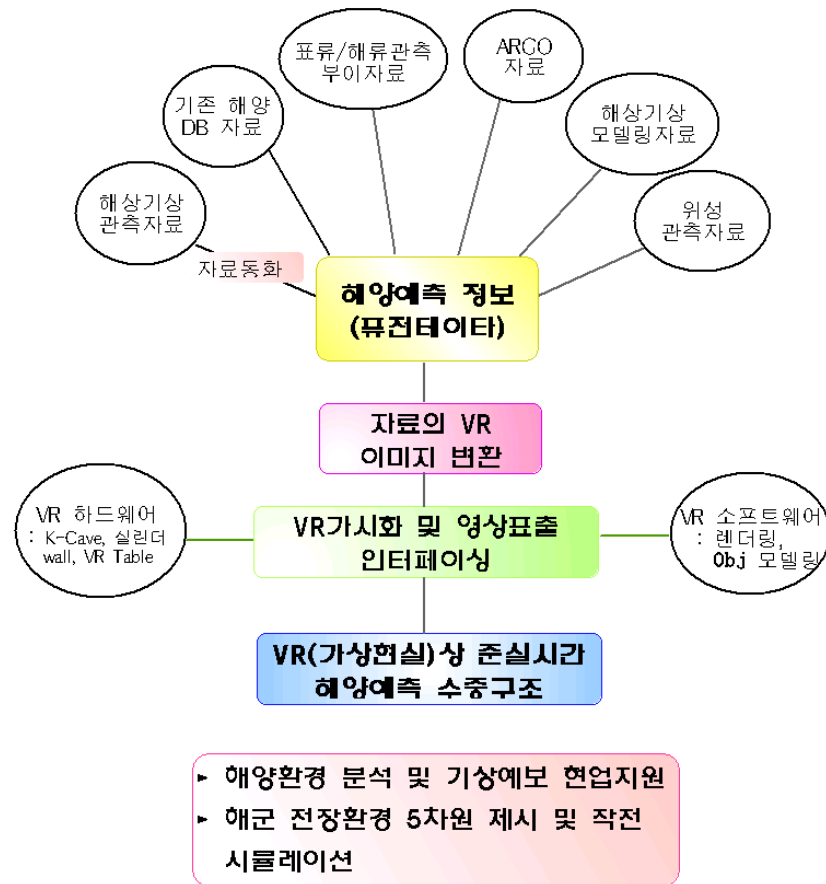 표류/해류관측
부이자료
ARGO
자료
기존 해양
DB 자료
해상기상
모델링자료
해상기상
관측자료
위성
관측자료
자료동화
해양예측 정보
(퓨전테이타)
자료의 VR
이미지 변환
VR 하드웨어
: K-Cave, 실린더
wall, VR Table
VR가시화 및 영상표출
인터페이싱
VR 소프트웨어
: 렌더링,
Obj 모델링
VR(가상현실)상 준실시간
해양예측 수중구조
► 해양환경 분석 및 기상예보 현업지원
► 해군 전장환경 5차원 제시 및 작전
시뮬레이션